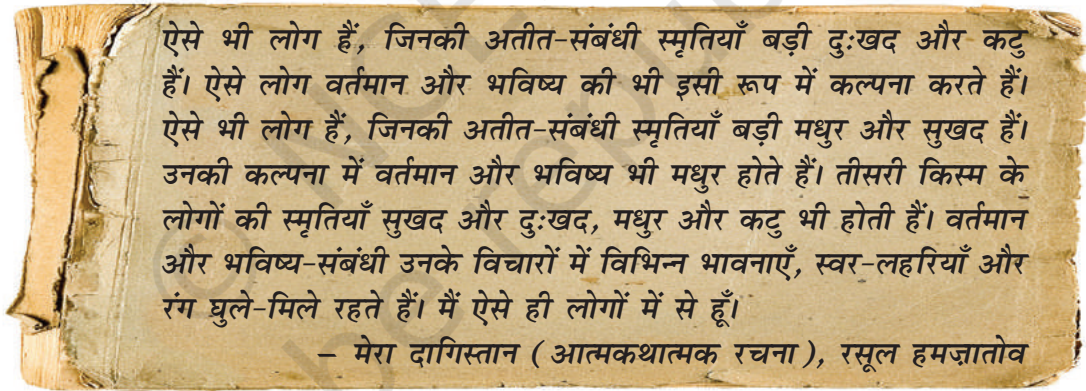 ऐसे भी लोग हैं, जिनकी अतीत-संबंधी स्मृतियाँ बड़ी दुःखद और कटु
हैं। ऐसे लोग वर्तमान और भविष्य की भी इसी रूप में कल्पना करते हैं।
ऐसे भी लोग हैं, जिनकी अतीत-संबंधी स्मृतियाँ बड़ी मधुर और सुखद हैं।
उनकी कल्पना में वर्तमान और भविष्य भी मधुर होते हैं। तीसरी किस्म के
लोगों की स्मृतियाँ सुखद और दुःखद, मधुर और कटु भी होती हैं। वर्तमान
और भविष्य-संबंधी उनके विचारों में विभिन्न भावनाएँ, स्वर-लहरियाँ और
रंग घुले-मिले रहते हैं। मैं ऐसे ही लोगों में से हूँ।
– मेरा दागिस्तान (आत्मकथात्मक रचना), रसूल हमज़ातोव